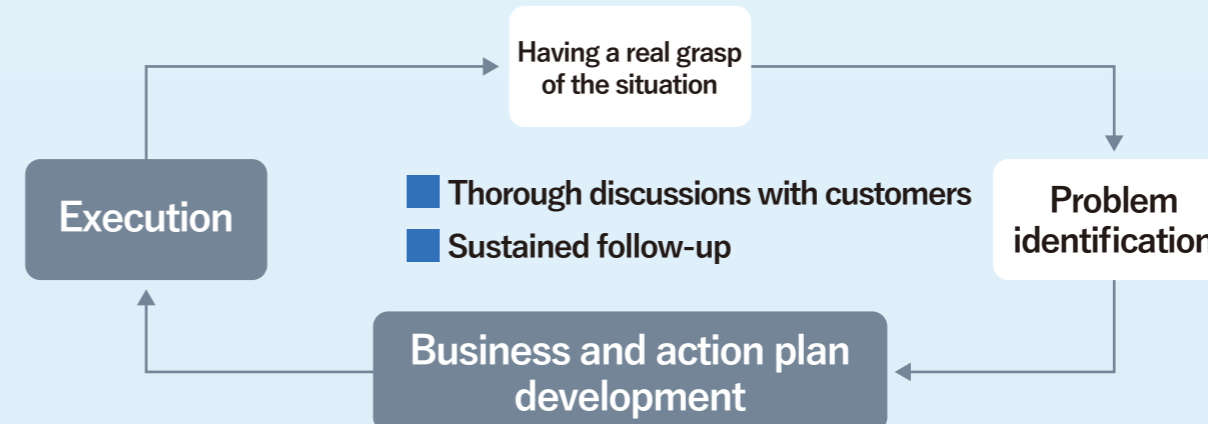 Having a real grasp
of the situation
Execution
Thorough discussions with customers
Sustained follow-up
Problem
identification
Business and action plan
development